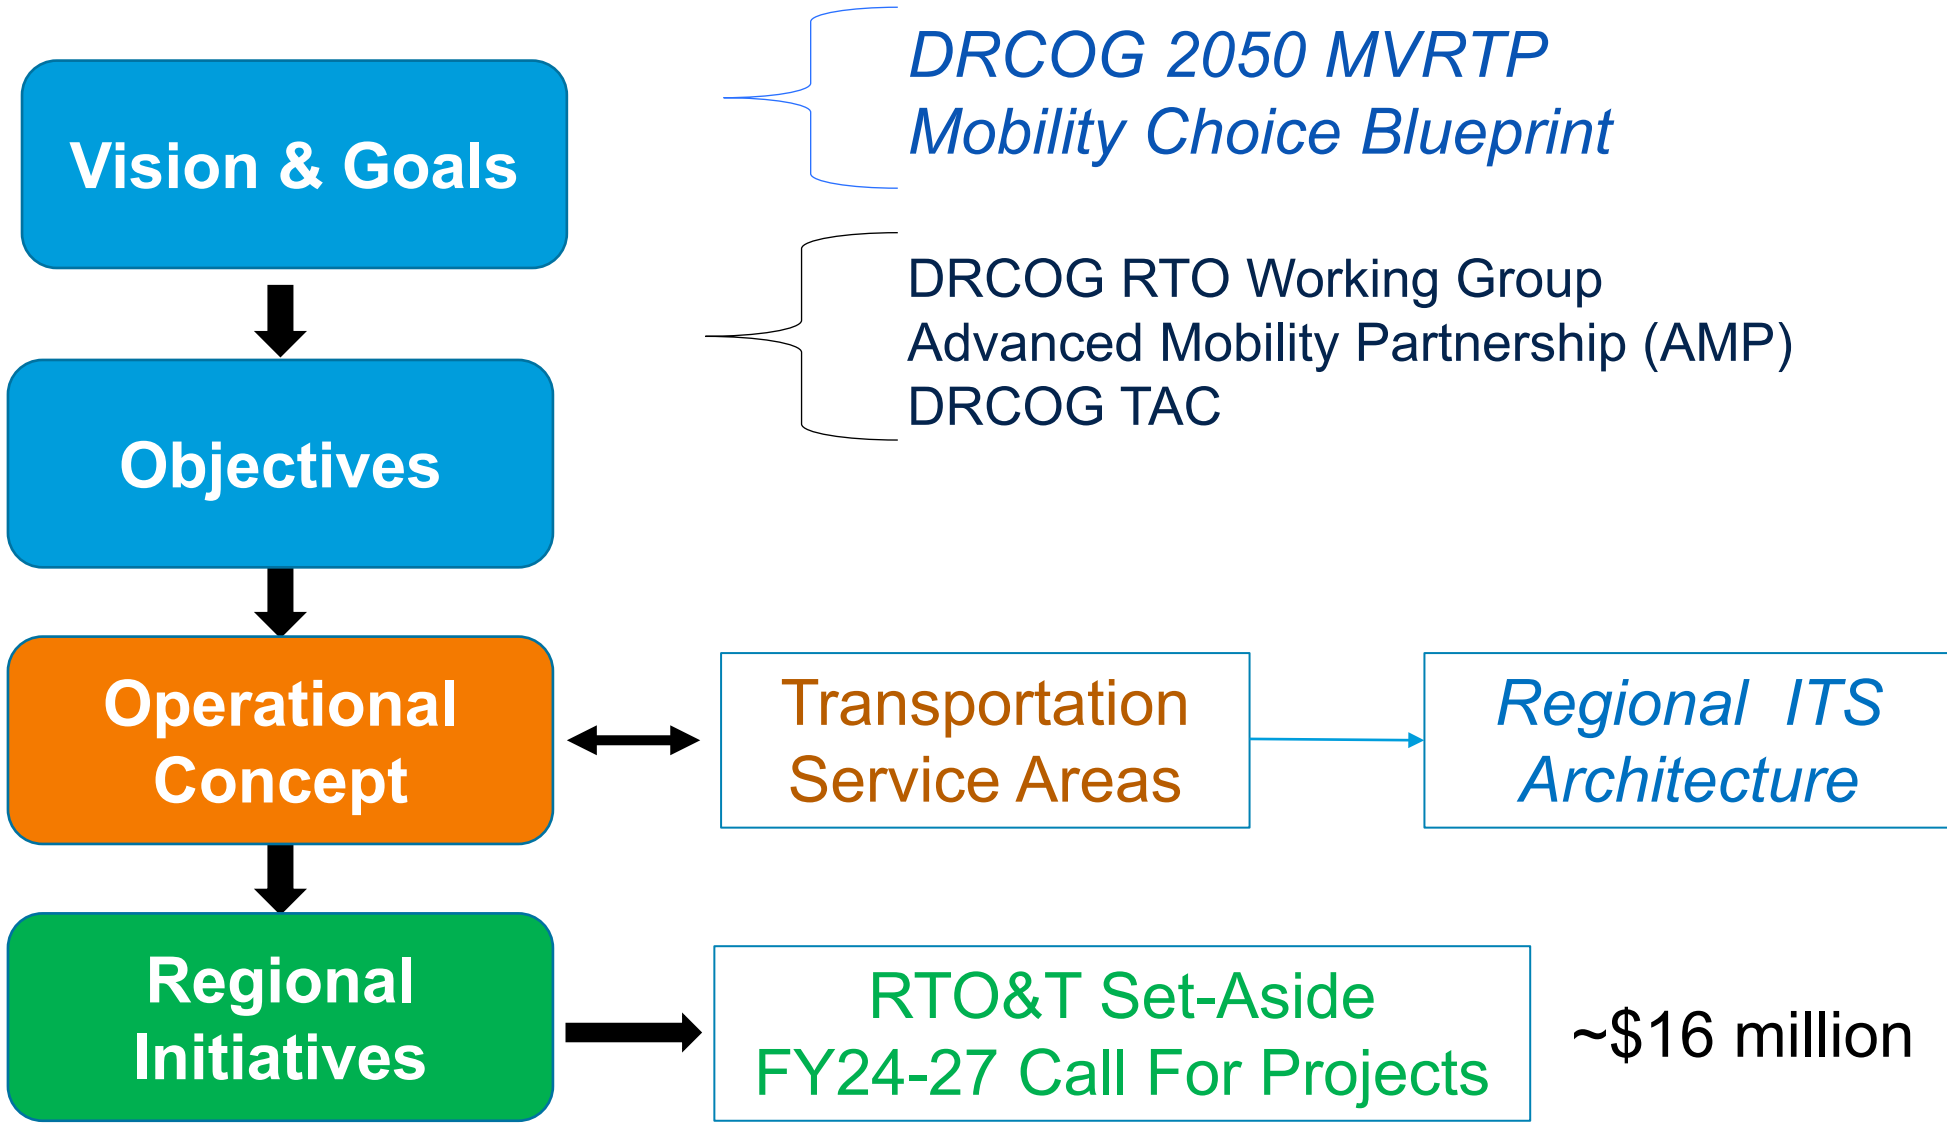 DRCOG 2050 MVRTP
Mobility Choice Blueprint
Vision & Goals
DRCOG RTO Working Group
Advanced Mobility Partnership (AMP)
DRCOG TAC
Objectives
Operational
Concept
Transportation
Service Areas
Regional ITS
Architecture
Regional
Initiatives
RTO&T Set-Aside
FY24-27 Call For Projects
~$16 million